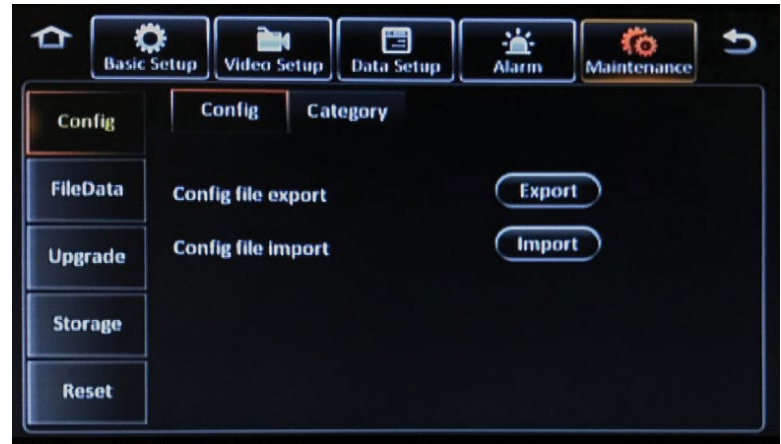 Basic Setup
Video Setup
Data Setup
Alarm
Maintenance
Config
FileData
Upgrade
Storage
Reset
Config
Category
Config file export
Export
Config file import
Import